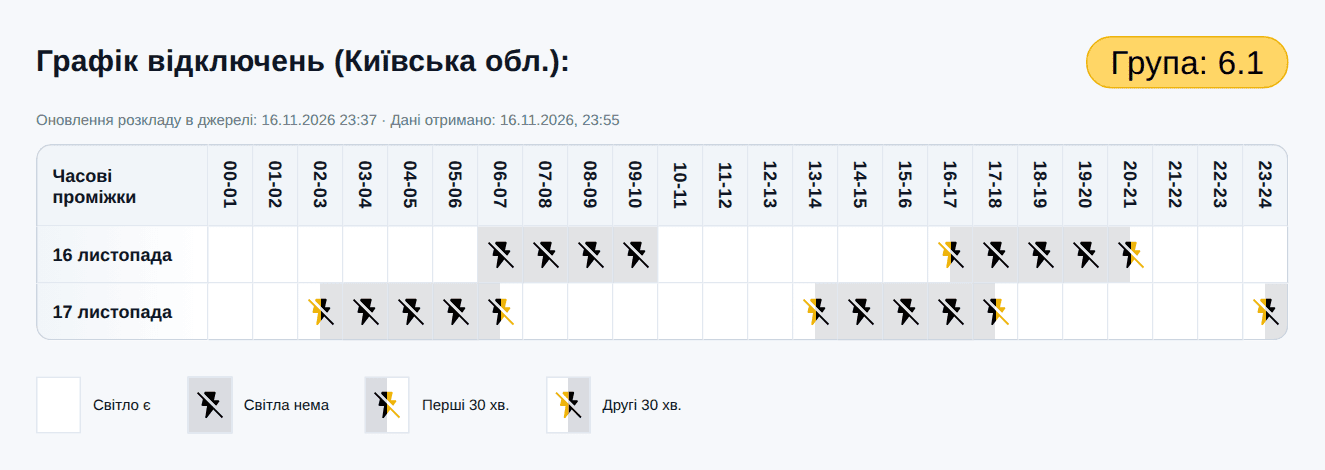 Графік відключень (Київська обл.):
Група: 6.1
Оновлення розкладу в джерелі: 16.11.2026 23:37 · Дані отримано: 16.11.2026, 23:55
Часові
проміжки
00-01
01-02
02-03
03-04
04-05
05-06
06-07
07-08
08-09
09-10
10-11
11-12
12-13
13-14
14-15
15-16
16-17
17-18
18-19
19-20
20-21
21-22
22-23
23-24
16 листопада
17 листопада
Світло є
Світла нема
Перші 30 хв.
Другі 30 хв.